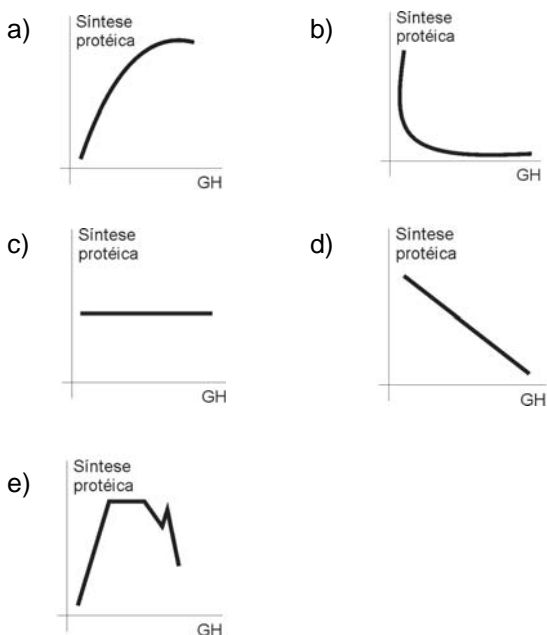 a)
Síntese
protéica
GH
b)
Síntese
protéica
GH
c)
Síntese
protéica
GH
d)
Síntese
protéica
GH
e)
Síntese
protéica
GH